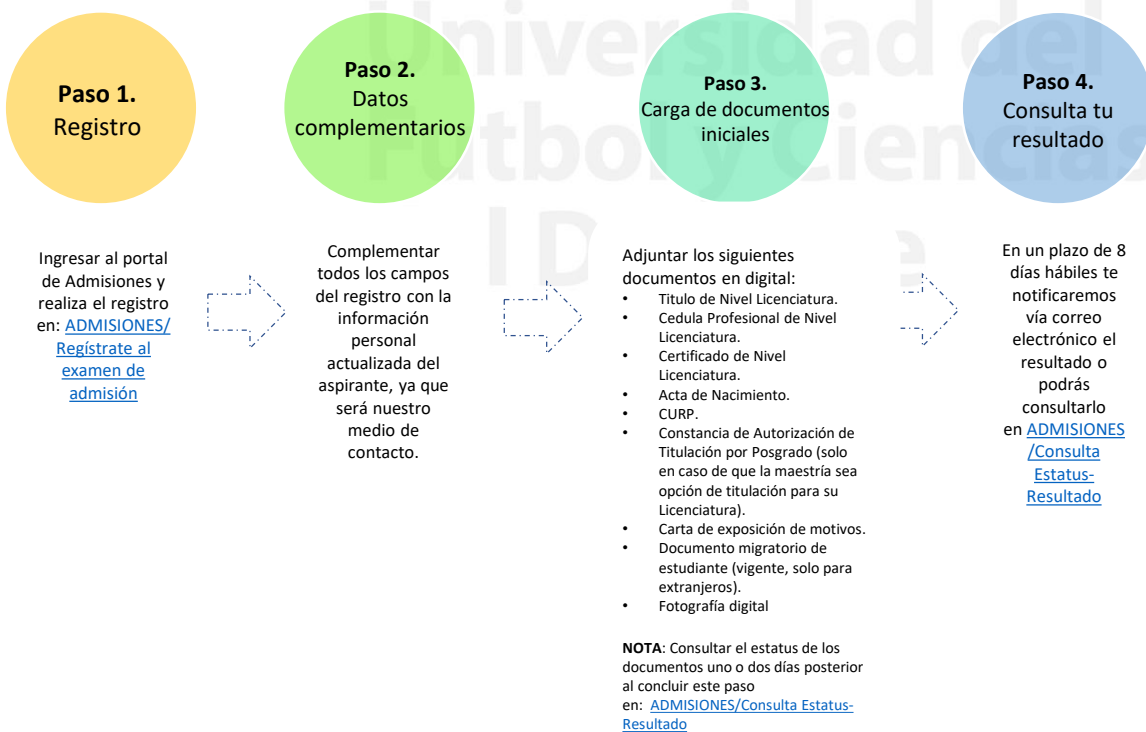 Universidad del
Futbol y Ciencias
Paso 1.
Registro
Ingresar al portal
de Admisiones y
realiza el registro
en: ADMISIONES/
Regístrate al
examen de
admisión
Paso 2.
Datos
complementarios
Complementar
todos los campos
del registro con la
información
personal
actualizada del
aspirante, ya que
será nuestro
medio de
contacto.
Paso 3.
Carga de documentos
iniciales
Adjuntar los siguientes
documentos en digital:
• Titulo de Nivel Licenciatura.
• Cedula Profesional de Nivel
Licenciatura.
• Certificado de Nivel
Licenciatura.
• Acta de Nacimiento.
• CURP.
• Constancia de Autorización de
Titulación por Posgrado (solo
en caso de que la maestría sea
opción de titulación para su
Licenciatura).
• Carta de exposición de motivos.
• Documento migratorio de
estudiante (vigente, solo para
extranjeros).
• Fotografía digital
NOTA: Consultar el estatus de los
documentos uno o dos días posterior
al concluir este paso
en: ADMISIONES/Consulta Estatus-
Resultado
Paso 4.
Consulta tu
resultado
En un plazo de 8
días hábiles te
notificaremos
vía correo
electrónico el
resultado o
podrás
consultarlo
en ADMISIONES
/Consulta
Estatus-
Resultado